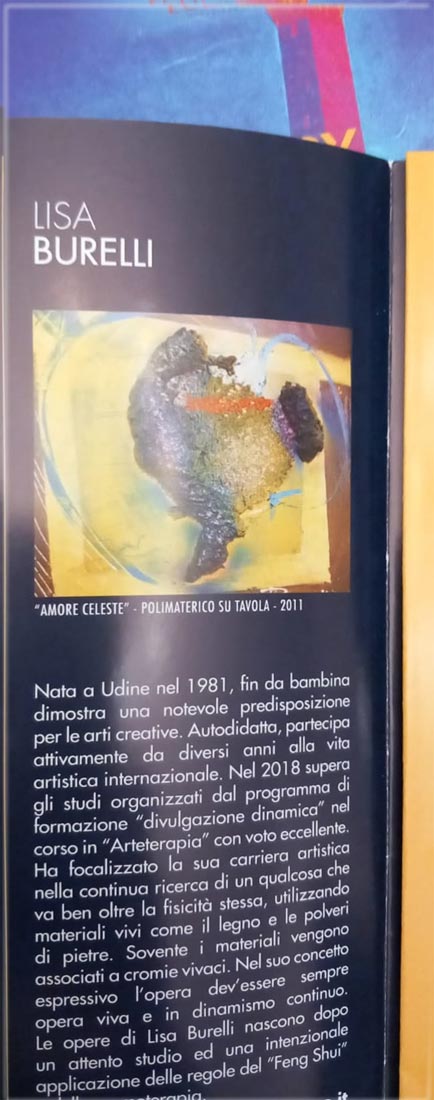 LISA
BURELLI
"AMORE CELESTE" - POLIMATERICO SU TAVOLA - 2011
Nata a Udine nel 1981, fin da bambina
dimostra una notevole predisposizione
per le arti creative. Autodidatta, partecipa
attivamente da diversi anni alla vita
artistica internazionale. Nel 2018 supera
gli studi organizzati dal programma di
formazione "divulgazione dinamica" nel
corso in "Arteterapia" con voto eccellente.
Ha focalizzato la sua carriera artistica
nella continua ricerca di un qualcosa che
va ben oltre la fisicità stessa, utilizzando
materiali vivi come il legno e le polveri
di pietre. Sovente i materiali vengono
associati a cromie vivaci. Nel suo concetto
espressivo l'opera dev'essere sempre
opera viva e in dinamismo continuo.
Le opere di Lisa Burelli nascono dopo
un attento studio ed una intenzionale
applicazione delle regole del "Feng Shui"
.it